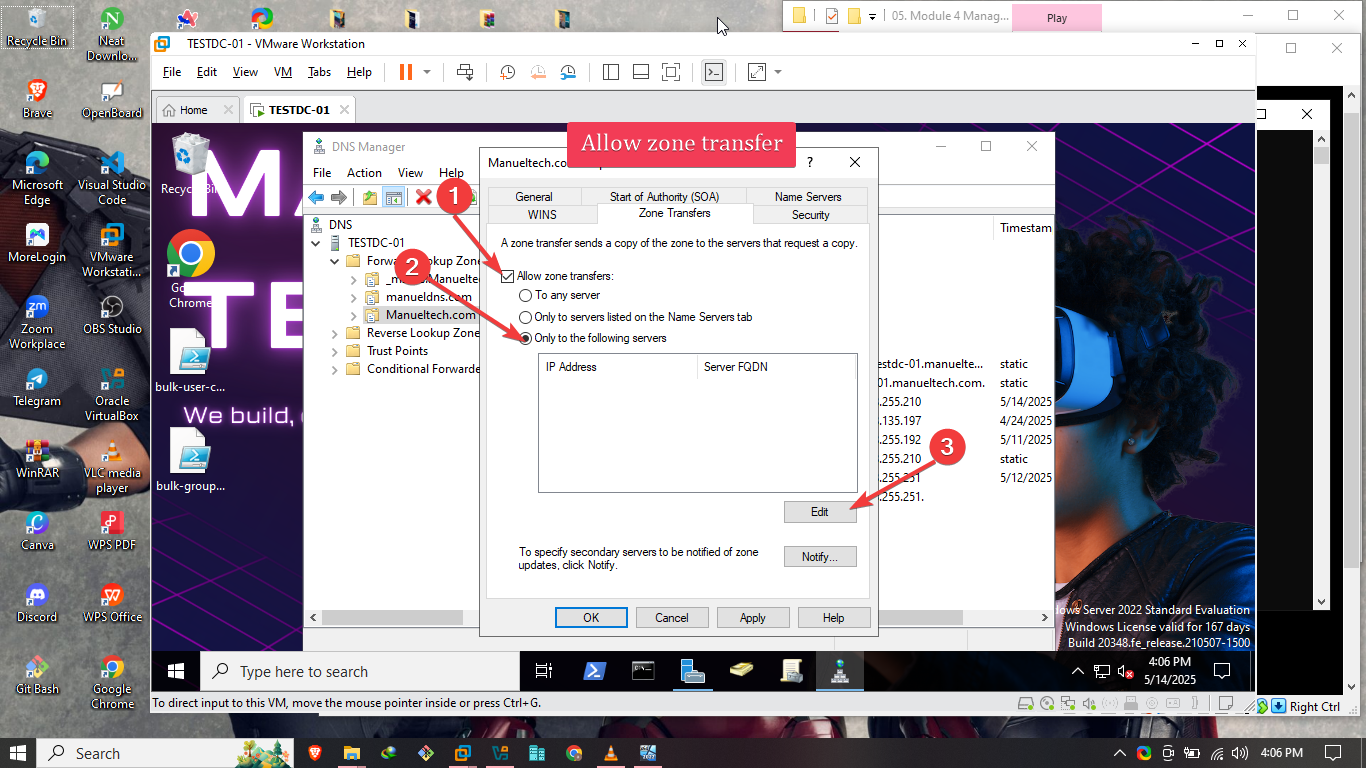 Recycle Bin
Neat
Downlo...
05. Module 4 Manag...
Play
Brave
OpenBoard
Microsoft
Edge
Visual Studio
Code
MoreLogin
VMware
Workstati...
Zoom
Workplace
OBS Studio
Telegram
Oracle
VirtualBox
WinRAR
VLC media
player
Canva
WPS PDF
Discord
WPS Office
Git Bash
Google
Chrome
TESTDC-01 - VMware Workstation
File Edit View VM Tabs Help
Home
TESTDC-01
We build,
bulk-user-c...
bulk-group...
DNS Manager
File Action View Help
DNS
TESTDC-01
manueldns.com
Manueltech.com
Reverse Lookup Zone
Trust Points
Conditional Forwarde
Allow zone transfer
1
2
3
Manueltech.co
?
General
Start of Authority (SOA)
Name Servers
WINS
Zone Transfers
Security
A zone transfer sends a copy of the zone to the servers that request a copy.
Allow zone transfers:
To any server
Only to servers listed on the Name Servers tab
Only to the following servers
IP Address
Server FQDN
Edit
To specify secondary servers to be notified of zone
updates, click Notify.
Notify...
OK
Cancel
Apply
Help
Timestam
estdc-01.manuelte... static
01.manueltech.com. static
.255.210 5/14/2025
.135.197 4/24/2025
.255.192 5/11/2025
.255.210 static
.255.251 5/12/2025
.255.251.
dows Server 2022 Standard Evaluation
Windows License valid for 167 days
Build 20348.fe_release.210507-1500
Type here to search
4:06 PM
5/14/2025
To direct input to this VM, move the mouse pointer inside or press Ctrl+G.
Right Ctrl
Search
4:06 PM